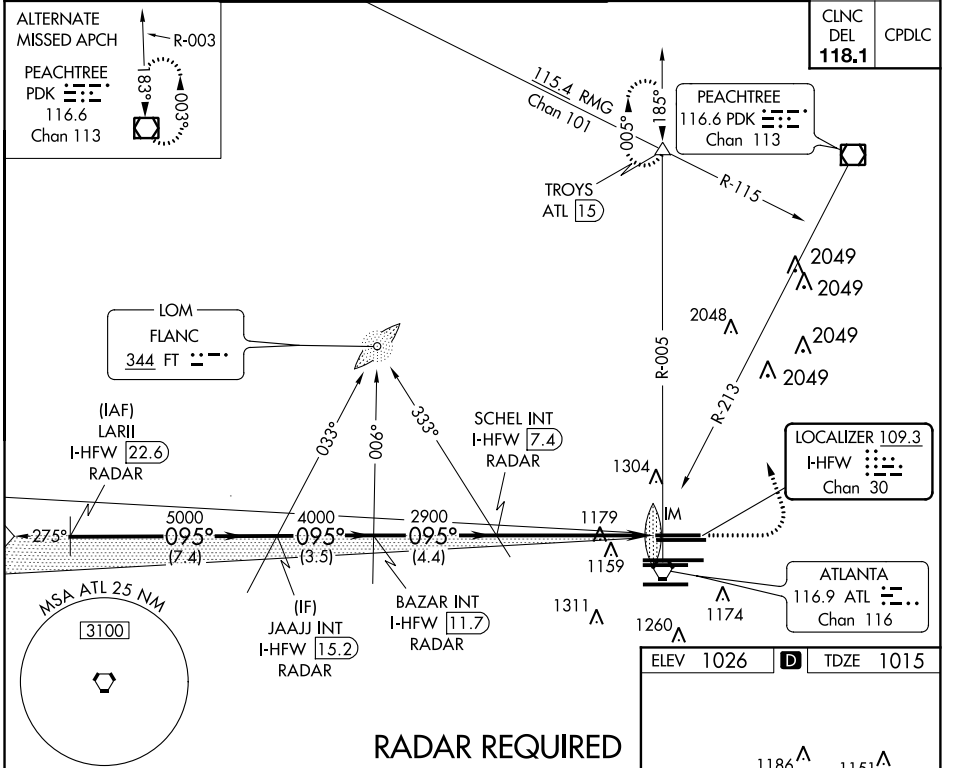 ALTERNATE
MISSED APCH
R-003
PEACHTREE
PDK
116.6
Chan 113
183°
003°
CLNC
DEL
118.1
CPDLC
115.4 RMG
Chan 101
005°
185°
PEACHTREE
116.6 PDK
Chan 113
TROYS
ATL 15
R-115
2049
2049
2048
2049
2049
R-005
R-213
LOM
FLANC
344 FT
033°
006°
333°
(IAF)
LARII
I-HFW 22.6
RADAR
SCHEL INT
I-HFW 7.4
RADAR
LOCALIZER 109.3
I-HFW
Chan 30
1304
IM
1179
1159
275°
5000
095°
(7.4)
4000
095°
(3.5)
2900
095°
(4.4)
(IF)
JAAJJ INT
I-HFW 15.2
RADAR
BAZAR INT
I-HFW 11.7
RADAR
1311
1260
1174
ATLANTA
116.9 ATL
Chan 116
MSA ATL 25 NM
3100
ELEV 1026
D
TDZE 1015
RADAR REQUIRED
1186
1151